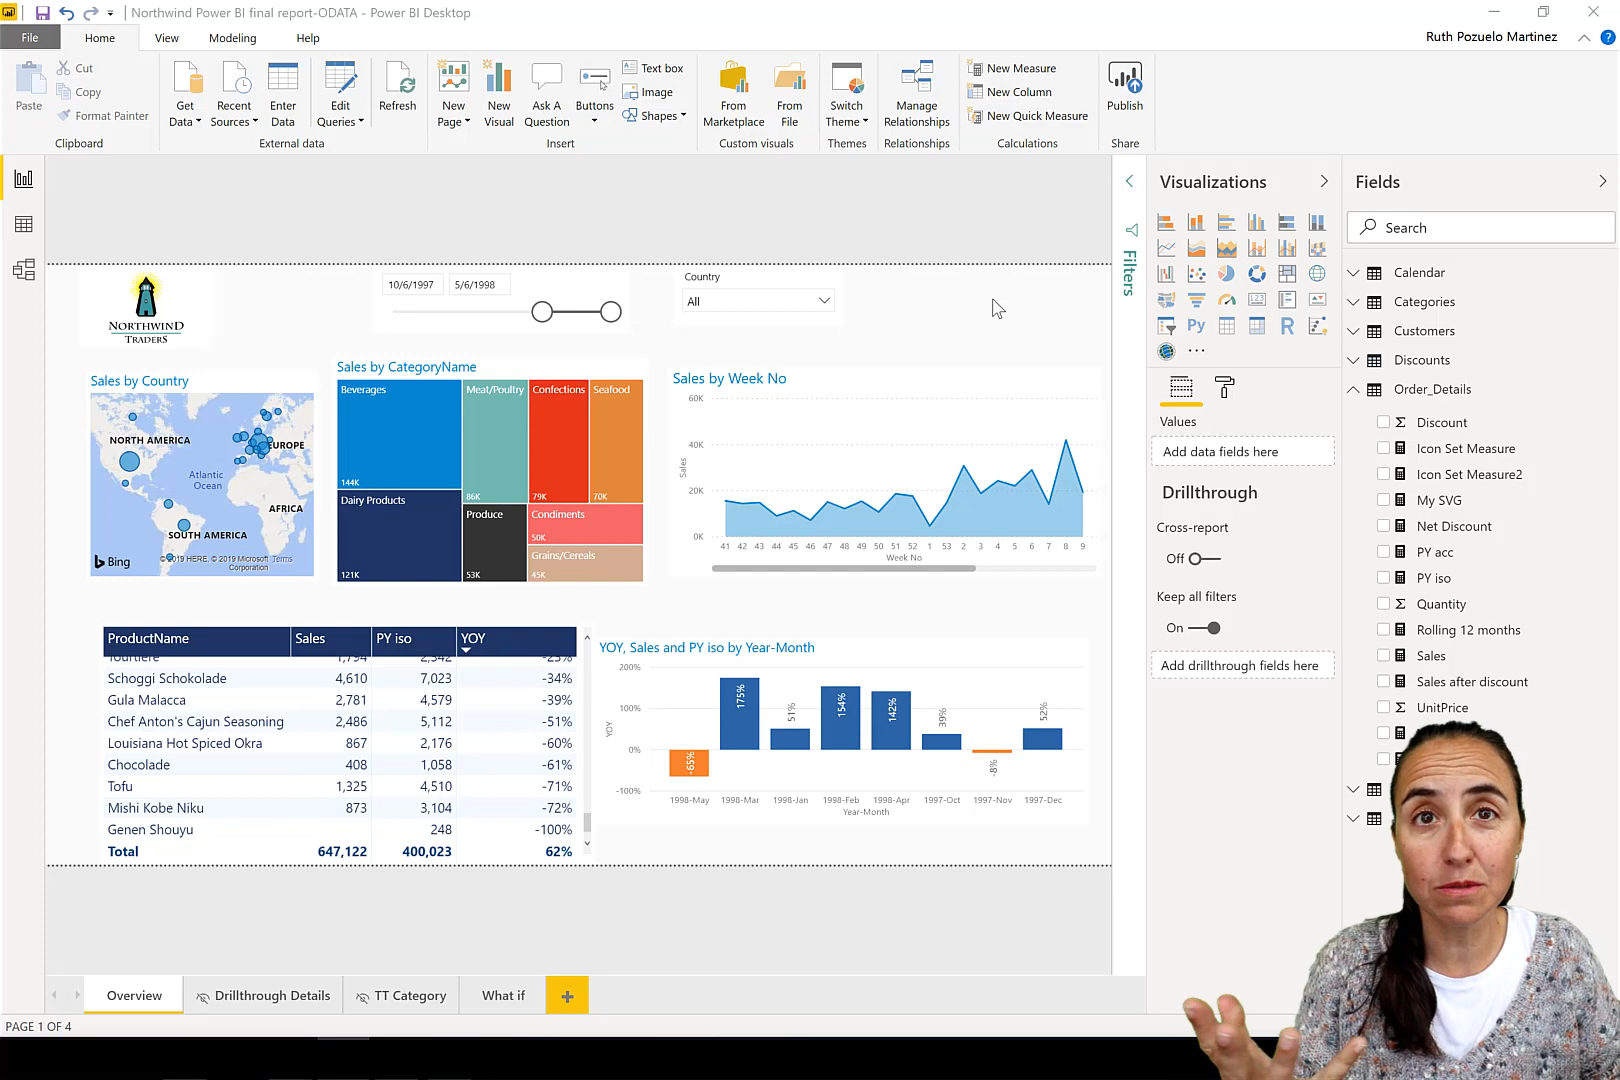 Northwind Power BI final report-ODATA - Power BI Desktop
File
Home
View
Modeling
Help
Ruth Pozuelo Martinez
Paste
Cut
Copy
Format Painter
Clipboard
Get Data
Recent Sources
Enter Data
Edit Queries
Refresh
External data
New Page
New Visual
Ask A Question
Buttons
Text box
Image
Shapes
Insert
From Marketplace
From File
Custom visuals
Switch Theme
Themes
Manage Relationships
Relationships
New Measure
New Column
New Quick Measure
Calculations
Publish
Share
NORTHWIND
TRADERS
10/6/1997
5/6/1998
Country
All
Sales by Country
NORTH AMERICA
EUROPE
Atlantic
Ocean
AFRICA
SOUTH AMERICA
Bing
© 2019 HERE, © 2019 Microsoft Corporation Terms
Sales by CategoryName
Beverages
144K
Dairy Products
121K
Meat/Poultry
86K
Produce
53K
Confections
79K
Seafood
70K
Condiments
50K
Grains/Cereals
45K
Sales by Week No
60K
40K
20K
0K
Sales
41 42 43 44 45 46 47 48 49 50 51 52 1 53 2 3 4 5 6 7 8 9
Week No
ProductName Sales PY iso YOY
Tourtière 1,794 2,342 -23%
Schoggi Schokolade 4,610 7,023 -34%
Gula Malacca 2,781 4,579 -39%
Chef Anton's Cajun Seasoning 2,486 5,112 -51%
Louisiana Hot Spiced Okra 867 2,176 -60%
Chocolade 408 1,058 -61%
Tofu 1,325 4,510 -71%
Mishi Kobe Niku 873 3,104 -72%
Genen Shouyu 248 -100%
Total 647,122 400,023 62%
YOY, Sales and PY iso by Year-Month
200%
100%
0%
-100%
YOY
-65% 175% 51% 154% 142% 39% -8% 52%
1998-May 1998-Mar 1998-Jan 1998-Feb 1998-Apr 1997-Oct 1997-Nov 1997-Dec
Year-Month
Filters
Visualizations
Py
R
123
Values
Add data fields here
Drillthrough
Cross-report
Off
Keep all filters
On
Add drillthrough fields here
Fields
Search
Calendar
Categories
Customers
Discounts
Order_Details
Discount
Icon Set Measure
Icon Set Measure2
My SVG
Net Discount
PY acc
PY iso
Quantity
Rolling 12 months
Sales
Sales after discount
UnitPrice
Overview
Drillthrough Details
TT Category
What if
PAGE 1 OF 4